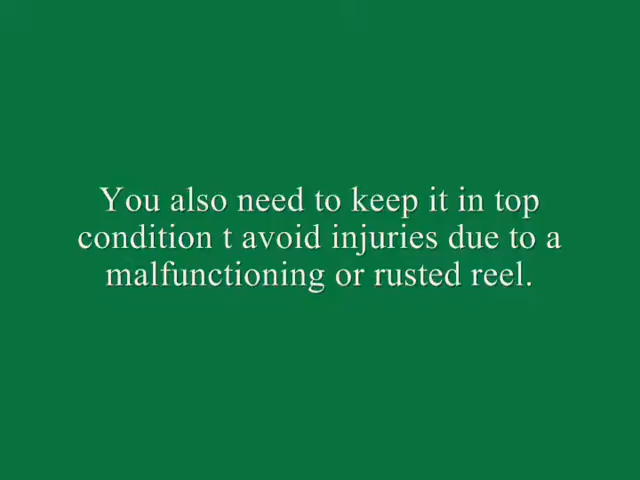 You also need to keep it in top
condition t avoid injuries due to a
malfunctioning or rusted reel.